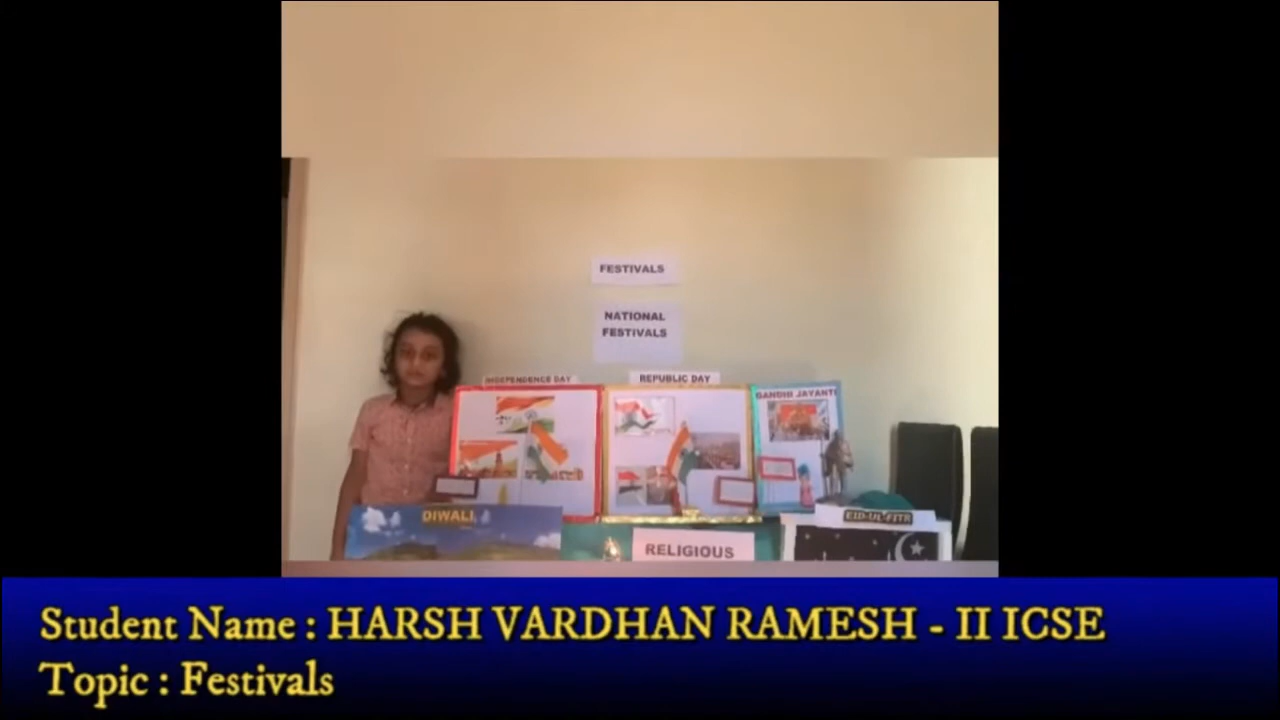 FESTIVALS
NATIONAL
FESTIVALS
INDEPENDENCE DAY
REPUBLIC DAY
GANDHI JAYANTI
DIWALI
EID-UL-FITR
RELIGIOUS
Student Name : HARSH VARDHAN RAMESH - II ICSE
Topic : Festivals